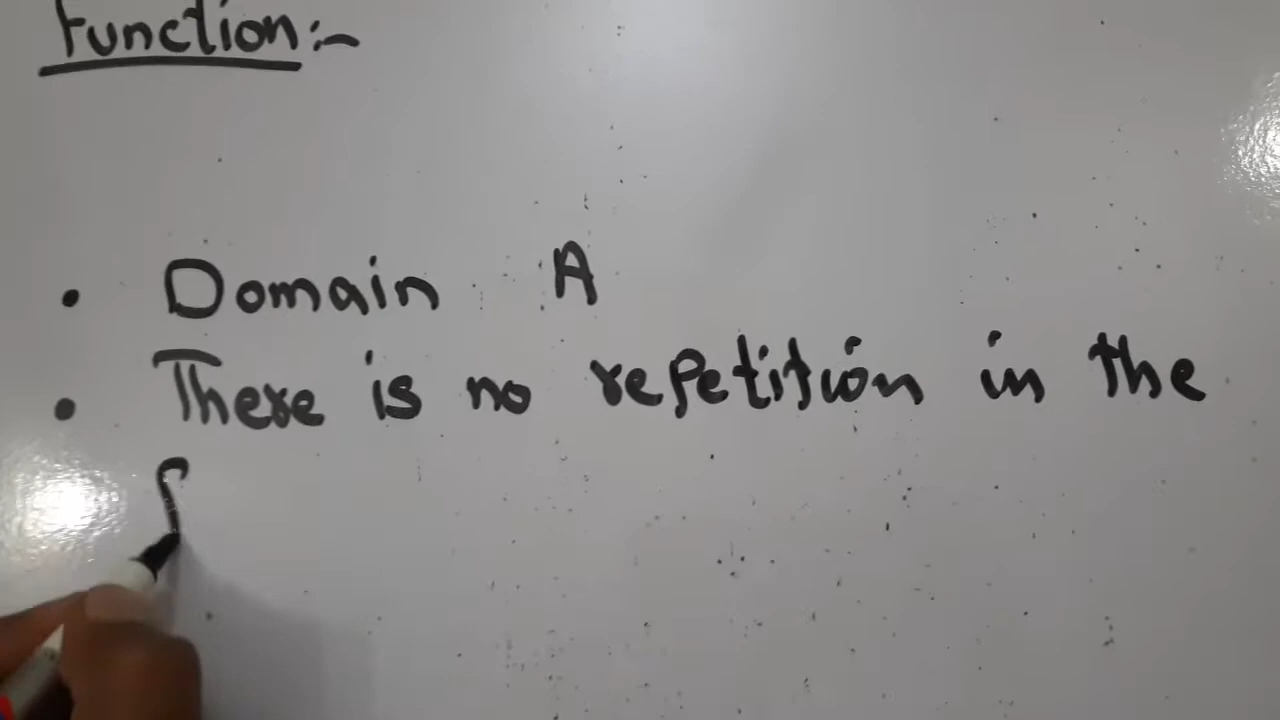 Function:-
• Domain A
• There is no repetition in the